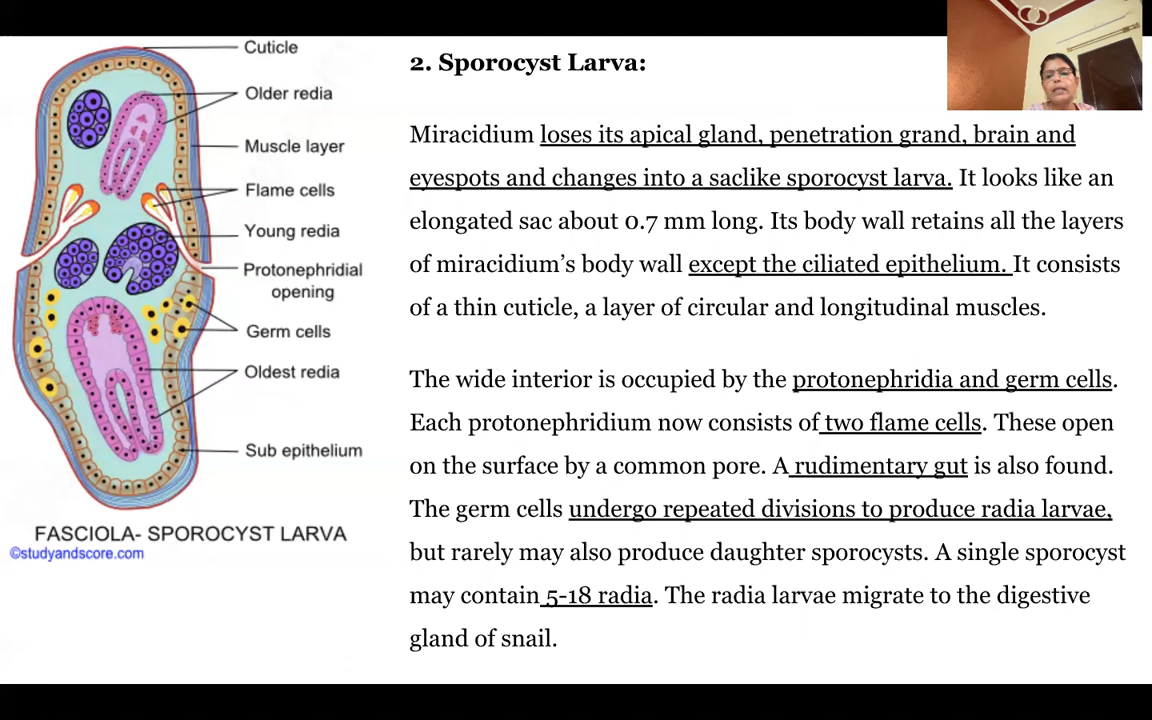 Cuticle
Older redia
Muscle layer
Flame cells
Young redia
Protonephridial
opening
Germ cells
Oldest redia
Sub epithelium
FASCIOLA- SPOROCYST LARVA
©studyandscore.com
2. Sporocyst Larva:
Miracidium loses its apical gland, penetration grand, brain and
eyespots and changes into a saclike sporocyst larva. It looks like an
elongated sac about 0.7 mm long. Its body wall retains all the layers
of miracidium’s body wall except the ciliated epithelium. It consists
of a thin cuticle, a layer of circular and longitudinal muscles.
The wide interior is occupied by the protonephridia and germ cells.
Each protonephridium now consists of two flame cells. These open
on the surface by a common pore. A rudimentary gut is also found.
The germ cells undergo repeated divisions to produce radia larvae,
but rarely may also produce daughter sporocysts. A single sporocyst
may contain 5-18 radia. The radia larvae migrate to the digestive
gland of snail.